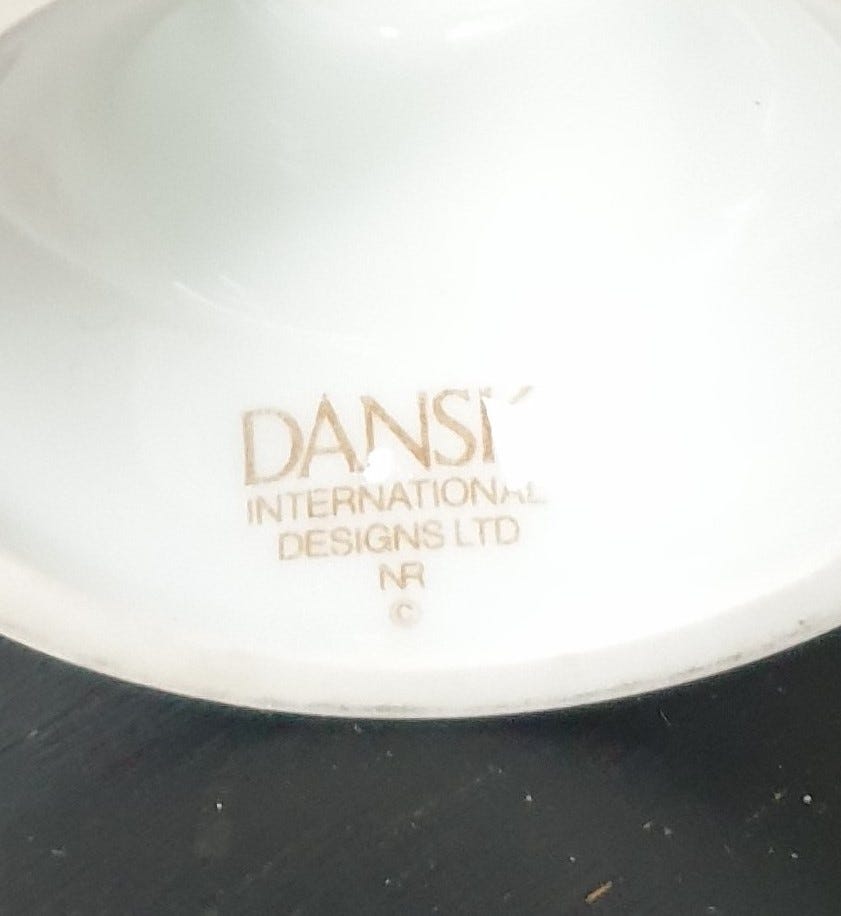 DANSK
INTERNATIONAL
DESIGNS LTD
NR
©